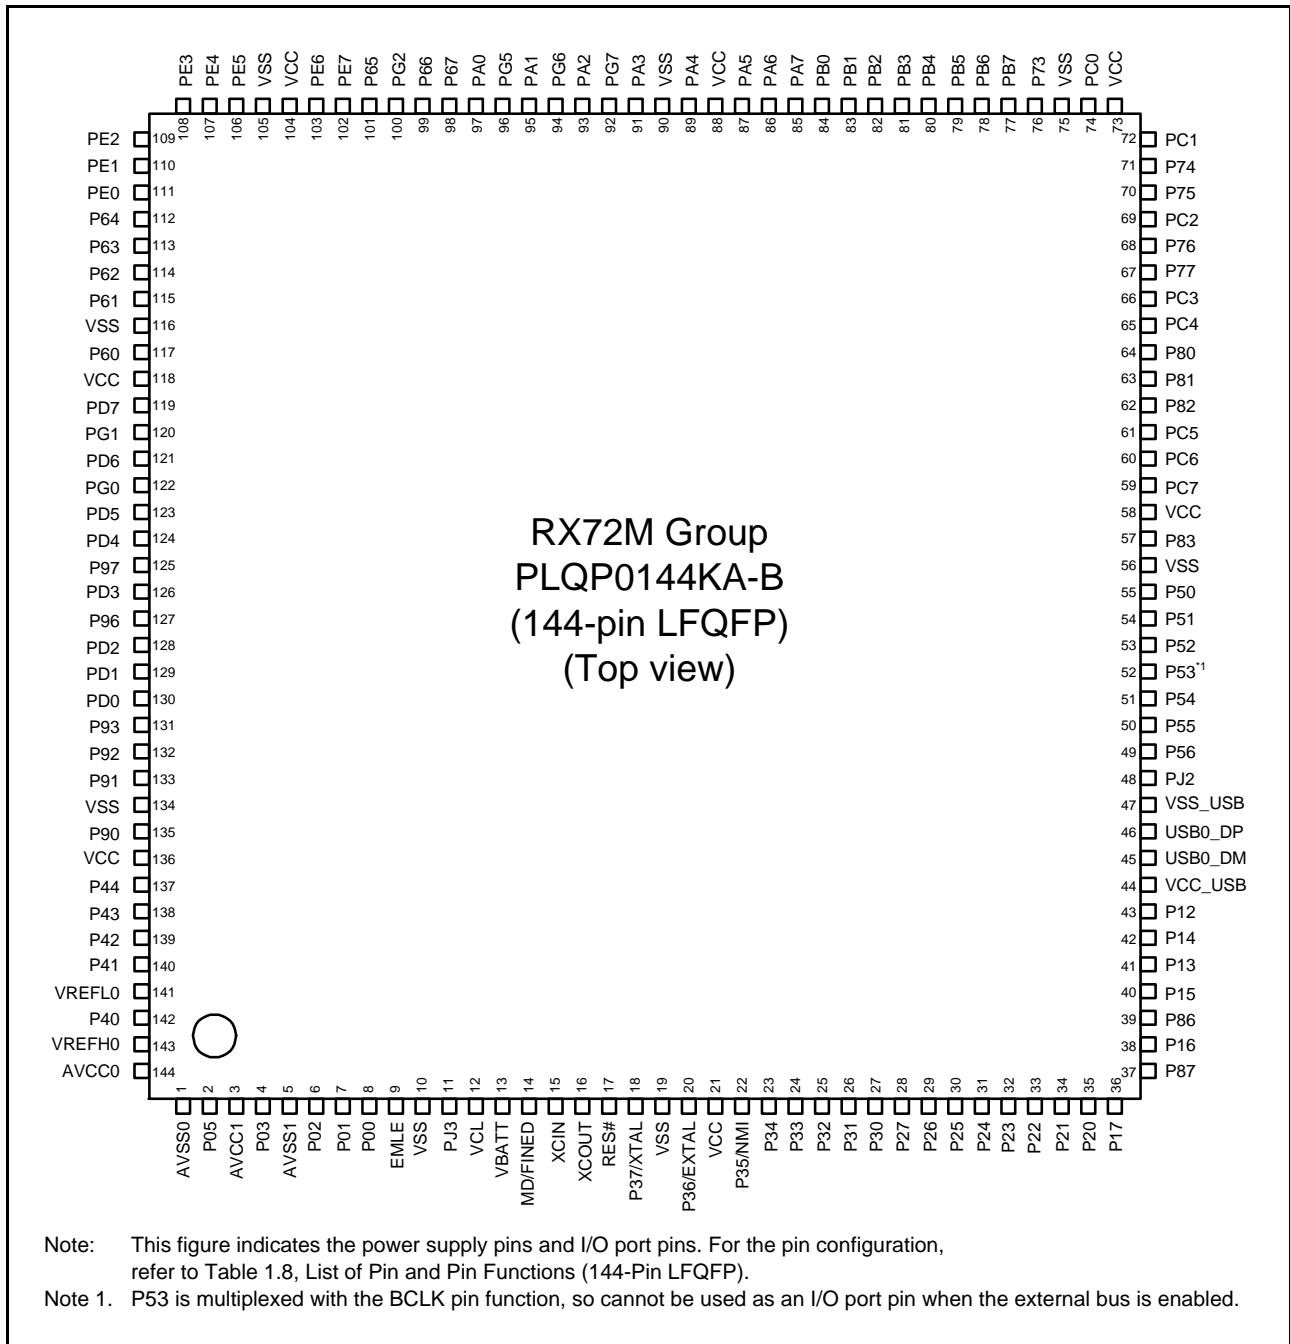 PE3 PE4 PE5 VSS VCC PE6 PE7 P65 PG2 P66 P67 PA0 PG5 PA1 PG6 PA2 PG7 PA3 VSS PA4 VCC PA5 PA6 PA7 PB0 PB1 PB2 PB3 PB4 PB5 PB6 PB7 P73 VSS PC0 VCC
108 107 106 105 104 103 102 101 100 99 98 97 96 95 94 93 92 91 90 89 88 87 86 85 84 83 82 81 80 79 78 77 76 75 74 73
PE2 109
PE1 110
PE0 111
P64 112
P63 113
P62 114
P61 115
VSS 116
P60 117
VCC 118
PD7 119
PG1 120
PD6 121
PG0 122
PD5 123
PD4 124
P97 125
PD3 126
P96 127
PD2 128
PD1 129
PD0 130
P93 131
P92 132
P91 133
VSS 134
P90 135
VCC 136
P44 137
P43 138
P42 139
P41 140
VREFL0 141
P40 142
VREFH0 143
AVCC0 144
RX72M Group
PLQP0144KA-B
(144-pin LFQFP)
(Top view)
72 PC1
71 P74
70 P75
69 PC2
68 P76
67 P77
66 PC3
65 PC4
64 P80
63 P81
62 P82
61 PC5
60 PC6
59 PC7
58 VCC
57 P83
56 VSS
55 P50
54 P51
53 P52
52 P53*1
51 P54
50 P55
49 P56
48 PJ2
47 VSS_USB
46 USB0_DP
45 USB0_DM
44 VCC_USB
43 P12
42 P14
41 P13
40 P15
39 P86
38 P16
37 P87
1 2 3 4 5 6 7 8 9 10 11 12 13 14 15 16 17 18 19 20 21 22 23 24 25 26 27 28 29 30 31 32 33 34 35 36
AVSS0 P05 AVCC1 P03 AVSS1 P02 P01 P00 EMLE VSS PJ3 VCL VBATT MD/FINED XCIN XCOUT RES# P37/XTAL VSS P36/EXTAL VCC P35/NMI P34 P33 P32 P31 P30 P27 P26 P25 P24 P23 P22 P21 P20 P17
Note: This figure indicates the power supply pins and I/O port pins. For the pin configuration,
refer to Table 1.8, List of Pin and Pin Functions (144-Pin LFQFP).
Note 1. P53 is multiplexed with the BCLK pin function, so cannot be used as an I/O port pin when the external bus is enabled.